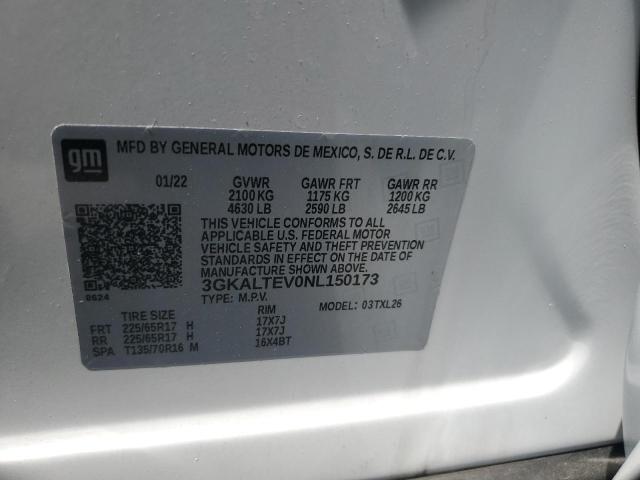 gm
MFD BY GENERAL MOTORS DE MEXICO, S. DE R.L. DE C.V.
01/22 GVWR GAWR FRT GAWR RR
2100 KG 1175 KG 1200 KG
4630 LB 2590 LB 2645 LB
THIS VEHICLE CONFORMS TO ALL
APPLICABLE U.S. FEDERAL MOTOR
VEHICLE SAFETY AND THEFT PREVENTION
STANDARDS IN EFFECT ON THE DATE OF
MANUFACTURE SHOWN ABOVE.
0624 3GKALTEV0NL150173
TYPE: M.P.V. MODEL: 03TXL26
TIRE SIZE RIM
FRT 225/65R17 H 17X7J
RR 225/65R17 H 17X7J
SPA T135/70R16 M 16X4BT